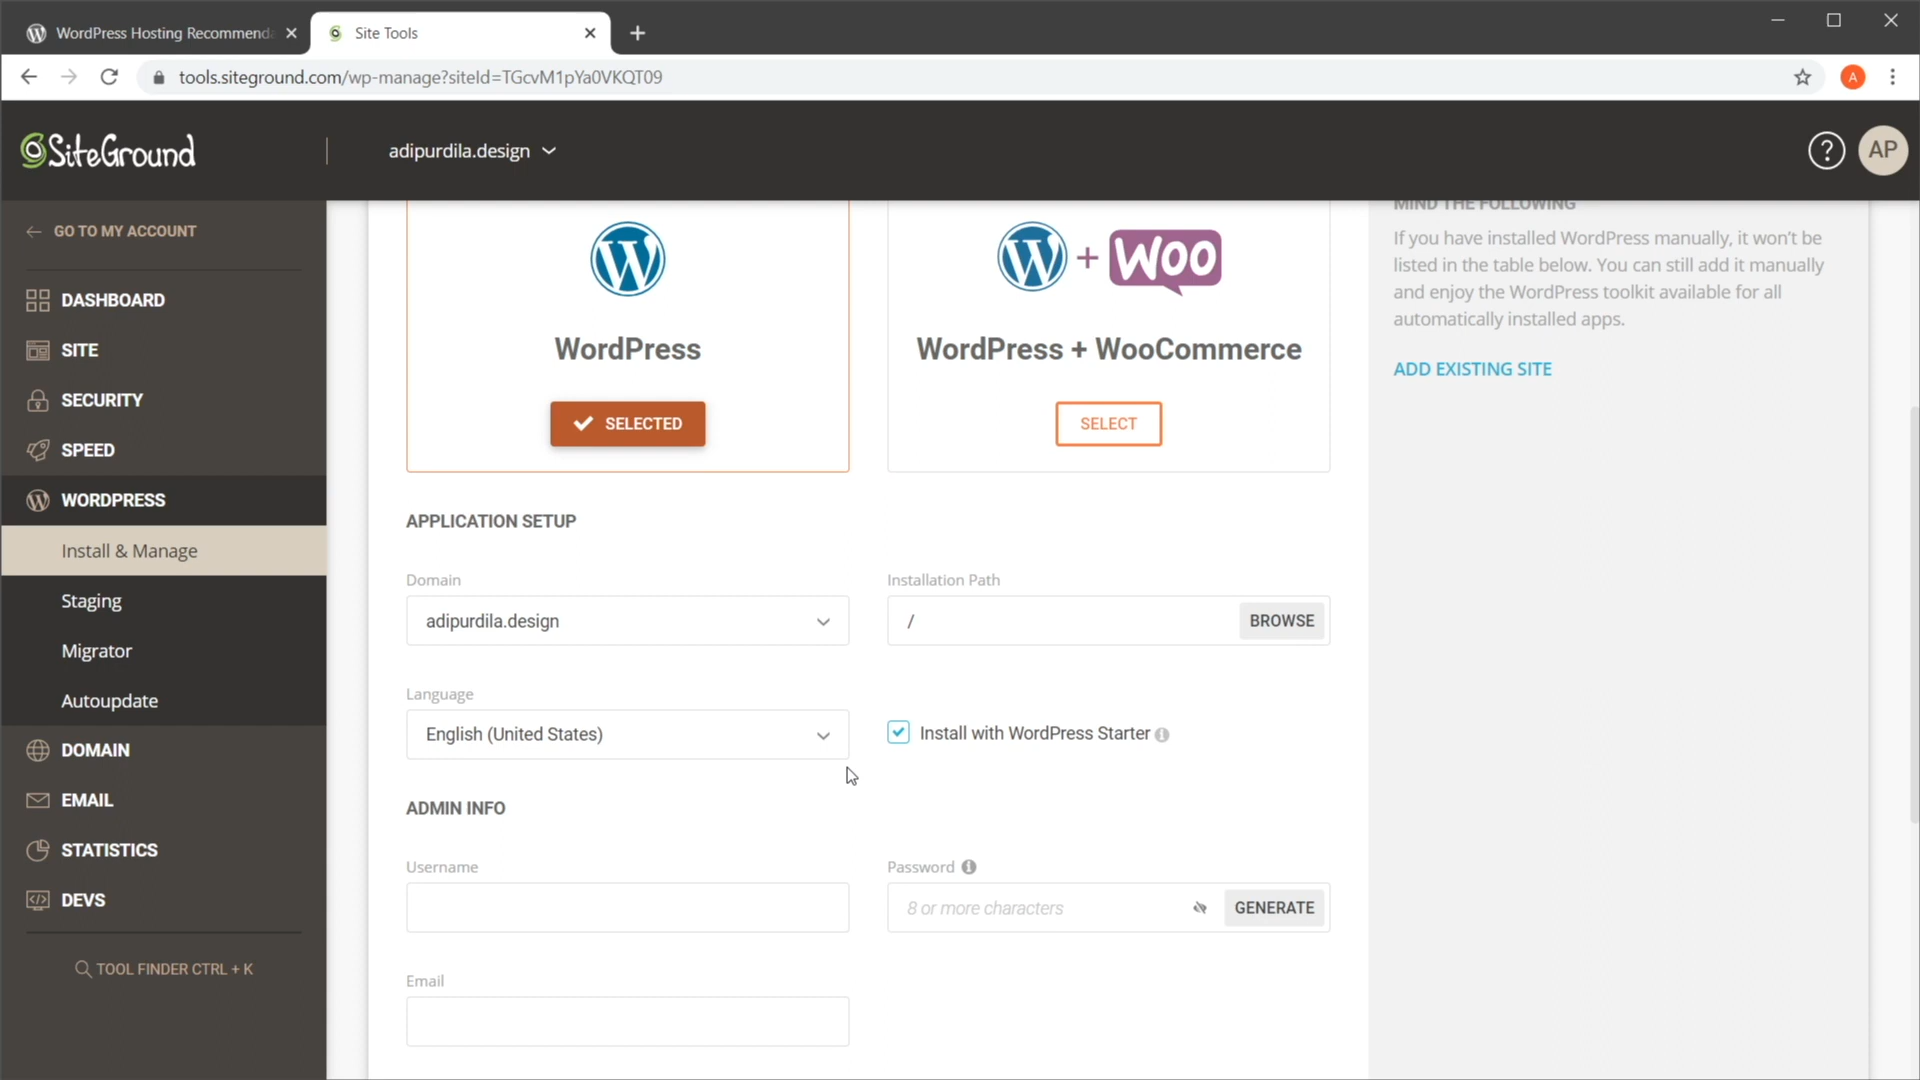 WordPress Hosting Recommenda
Site Tools
tools.siteground.com/wp-manage?siteId=TGcvM1pYa0VKQT09
A
SiteGround
adipurdila.design
?
AP
GO TO MY ACCOUNT
DASHBOARD
SITE
SECURITY
SPEED
WORDPRESS
Install & Manage
Staging
Migrator
Autoupdate
DOMAIN
EMAIL
STATISTICS
DEVS
TOOL FINDER CTRL + K
WordPress
SELECTED
+ WOO
WordPress + WooCommerce
SELECT
APPLICATION SETUP
Domain
adipurdila.design
Installation Path
/
BROWSE
Language
English (United States)
Install with WordPress Starter
ADMIN INFO
Username
Password
8 or more characters
GENERATE
Email
MIND THE FOLLOWING
If you have installed WordPress manually, it won't be
listed in the table below. You can still add it manually
and enjoy the WordPress toolkit available for all
automatically installed apps.
ADD EXISTING SITE